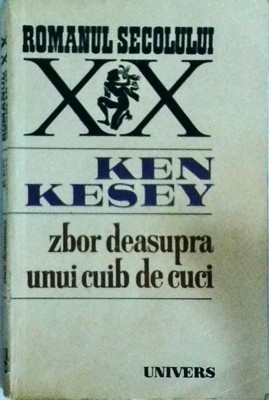 ROMANUL SECOLULUI
XX
KEN
KESEY
zbor deasupra
unui cuib de cuci
UNIVERS